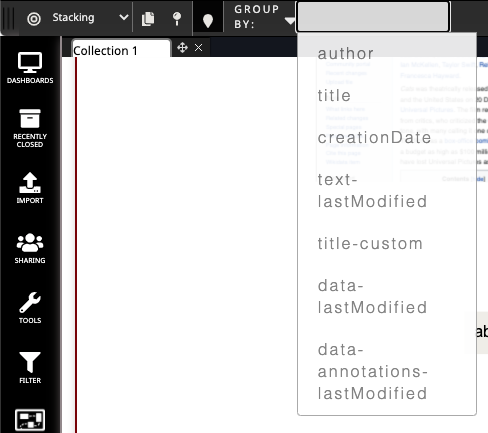 Stacking
GROUP
BY:
Collection 1
DASHBOARDS
RECENTLY
CLOSED
IMPORT
SHARING
TOOLS
FILTER
author
title
creationDate
text-
lastModified
title-custom
data-
lastModified
data-
annotations-
lastModified
ab